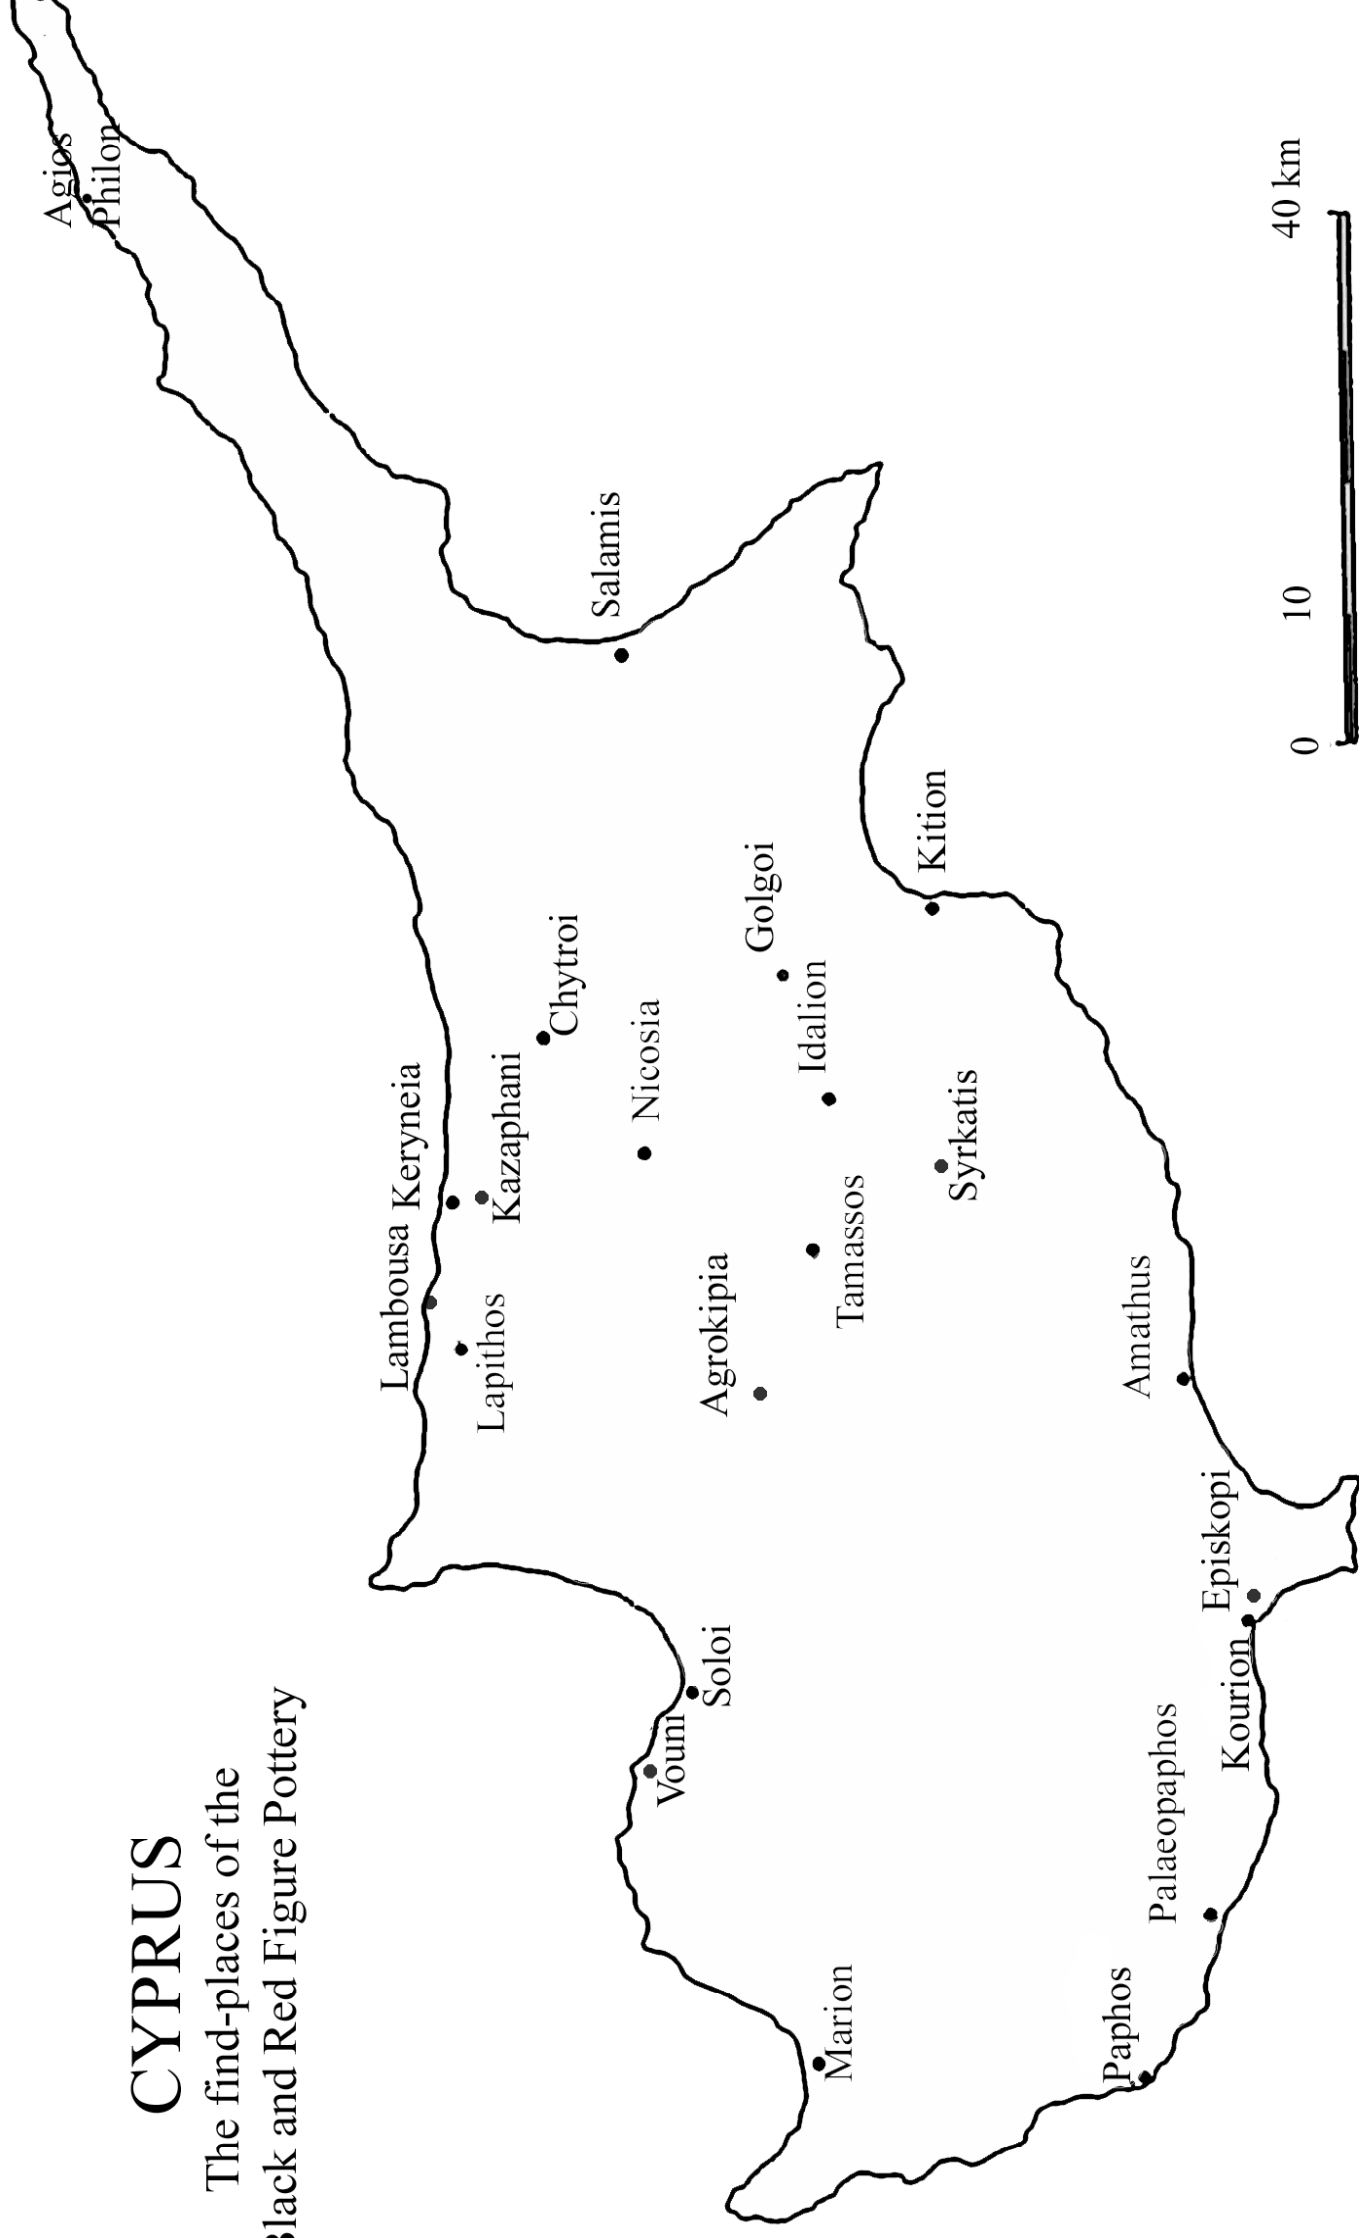 CYPRUS
The find-places of the
Black and Red Figure Pottery
Agios
Philon
Salamis
Lambousa
Keryneia
Kazaphani
Lapithos
Chytroi
Nicosia
Golgoi
Idalion
Kition
Agrokipia
Tamassos
Syrkatis
Vouni
Soloi
Marion
Amathus
Episkopi
Kourion
Palaeopaphos
Paphos
0
10
40 km